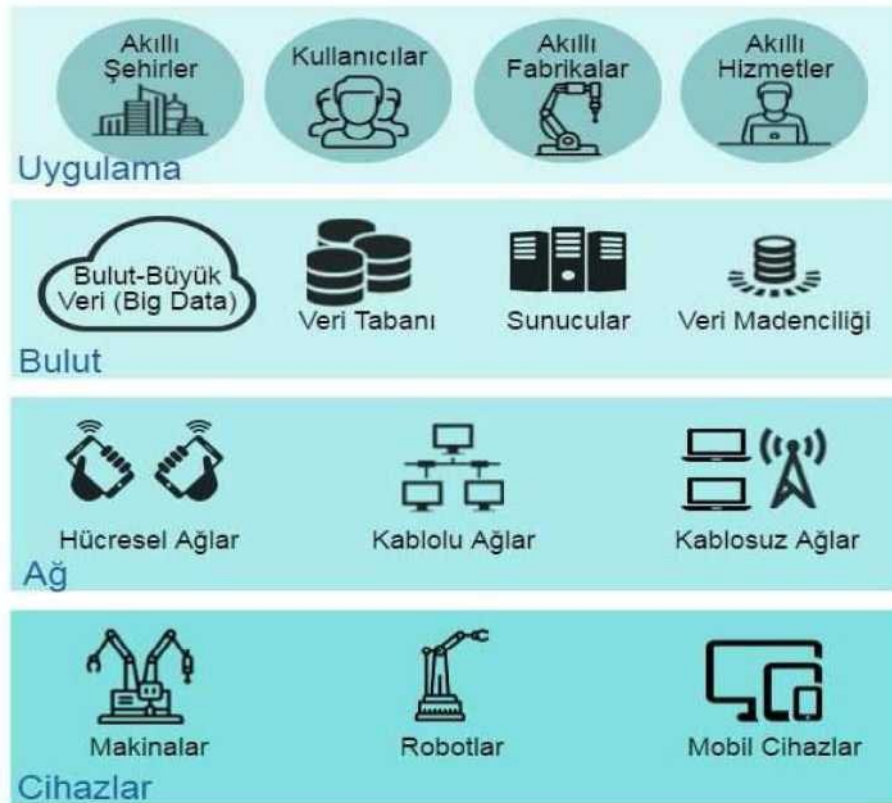 Akıllı
Şehirler
Kullanıcılar
Akıllı
Fabrikalar
Akıllı
Hizmetler
Uygulama
Bulut-Büyük
Veri (Big Data)
Veri Tabanı
Sunucular
Veri Madenciliği
Bulut
Hücresel Ağlar
Kablolu Ağlar
Kablosuz Ağlar
Ağ
Makinalar
Robotlar
Mobil Cihazlar
Cihazlar